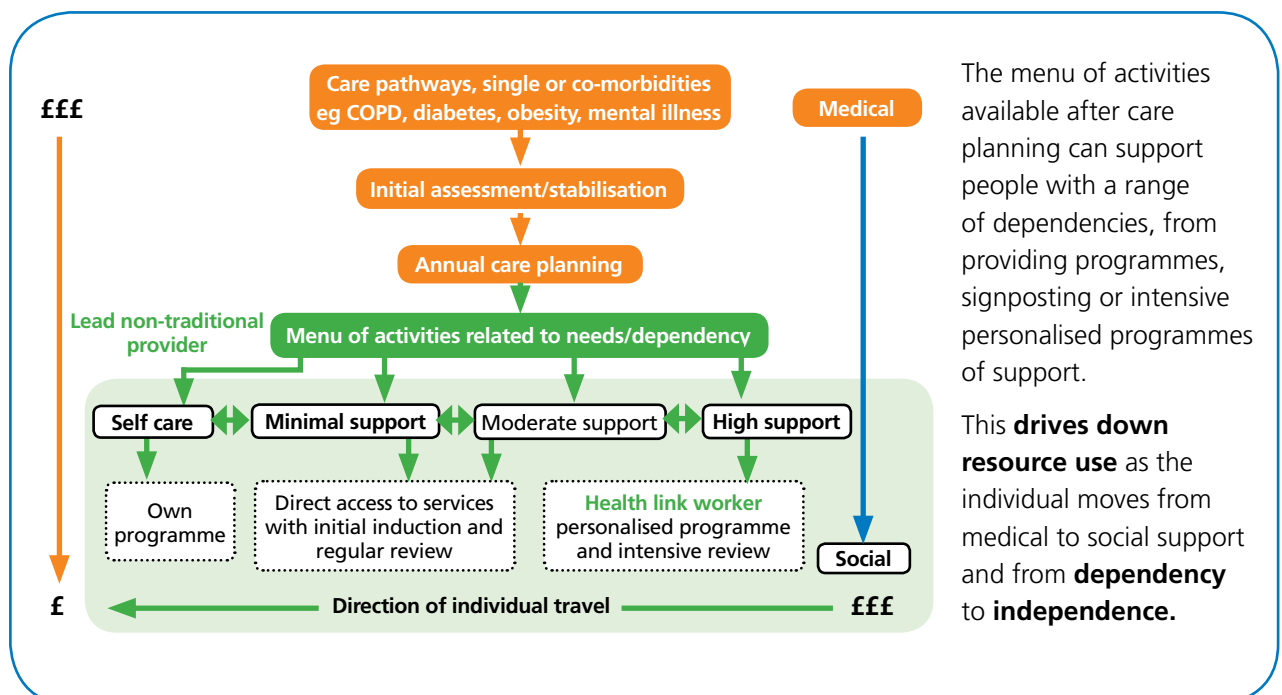 Care pathways, single or co-morbidities
eg COPD, diabetes, obesity, mental illness
£££
Medical
Initial assessment/stabilisation
Annual care planning
Lead non-traditional
provider
Menu of activities related to needs/dependency
Self care
Minimal support
Moderate support
High support
Own
programme
Direct access to services
with initial induction and
regular review
Health link worker
personalised programme
and intensive review
Social
£
Direction of individual travel
£££
The menu of activities
available after care
planning can support
people with a range
of dependencies, from
providing programmes,
signposting or intensive
personalised programmes
of support.
This drives down
resource use as the
individual moves from
medical to social support
and from dependency
to independence.